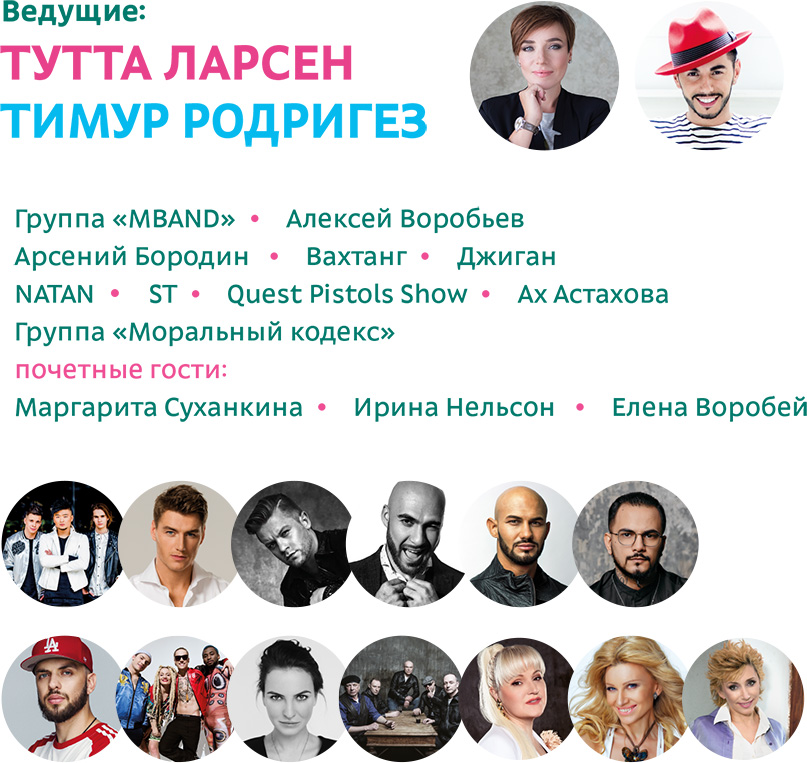 Ведущие:
ТУТТА ЛАРСЕН
ТИМУР РОДРИГЕЗ
Группа «MBAND» • Алексей Воробьев
Арсений Бородин • Вахтанг • Джиган
NATAN • ST • Quest Pistols Show • Ах Астахова
Группа «Моральный кодекс»
почетные гости:
Маргарита Суханкина • Ирина Нельсон • Елена Воробей
LA